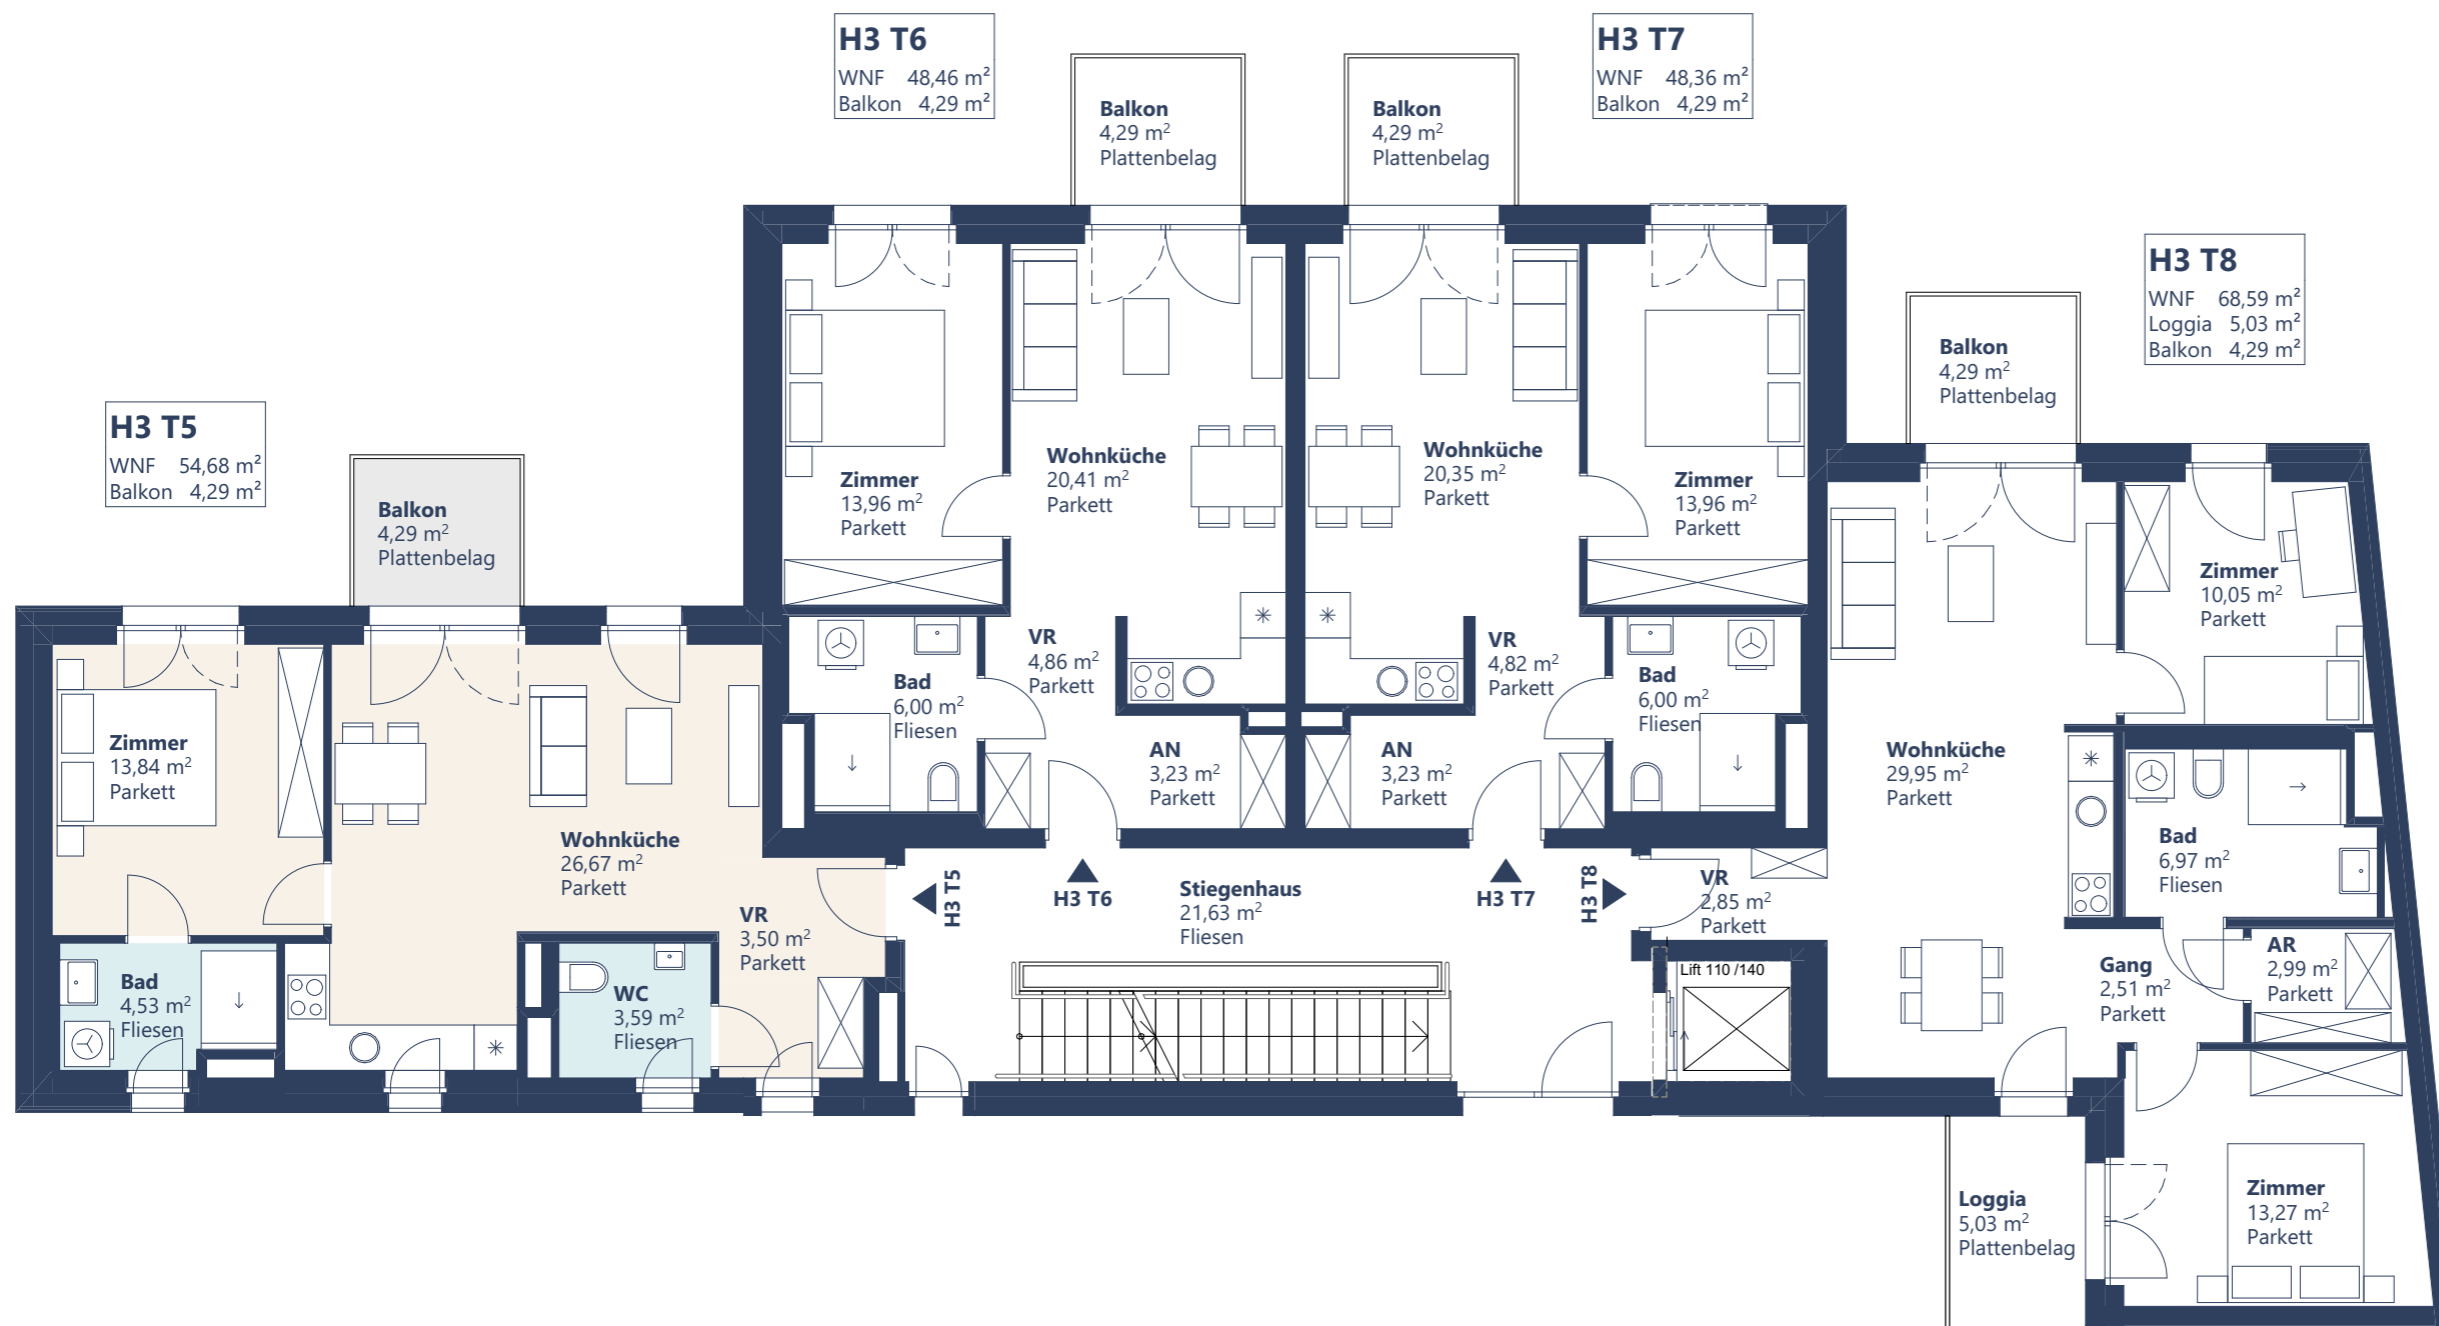 H3 T6
WNF 48,46 m²
Balkon 4,29 m²
H3 T7
WNF 48,36 m²
Balkon 4,29 m²
Balkon
4,29 m²
Plattenbelag
Balkon
4,29 m²
Plattenbelag
H3 T8
WNF 68,59 m²
Loggia 5,03 m²
Balkon 4,29 m²
Balkon
4,29 m²
Plattenbelag
H3 T5
WNF 54,68 m²
Balkon 4,29 m²
Balkon
4,29 m²
Plattenbelag
Zimmer
13,96 m²
Parkett
Wohnküche
20,41 m²
Parkett
Wohnküche
20,35 m²
Parkett
Zimmer
13,96 m²
Parkett
Zimmer
10,05 m²
Parkett
VR
4,86 m²
Parkett
VR
4,82 m²
Parkett
Bad
6,00 m²
Fliesen
Bad
6,00 m²
Fliesen
AN
3,23 m²
Parkett
AN
3,23 m²
Parkett
Zimmer
13,84 m²
Parkett
Wohnküche
26,67 m²
Parkett
Wohnküche
29,95 m²
Parkett
Bad
6,97 m²
Fliesen
VR
3,50 m²
Parkett
H3 T5
H3 T6
Stiegenhaus
21,63 m²
Fliesen
H3 T7
H3 T8
VR
2,85 m²
Parkett
Lift 110 /140
Bad
4,53 m²
Fliesen
WC
3,59 m²
Fliesen
Gang
2,51 m²
Parkett
AR
2,99 m²
Parkett
Loggia
5,03 m²
Plattenbelag
Zimmer
13,27 m²
Parkett